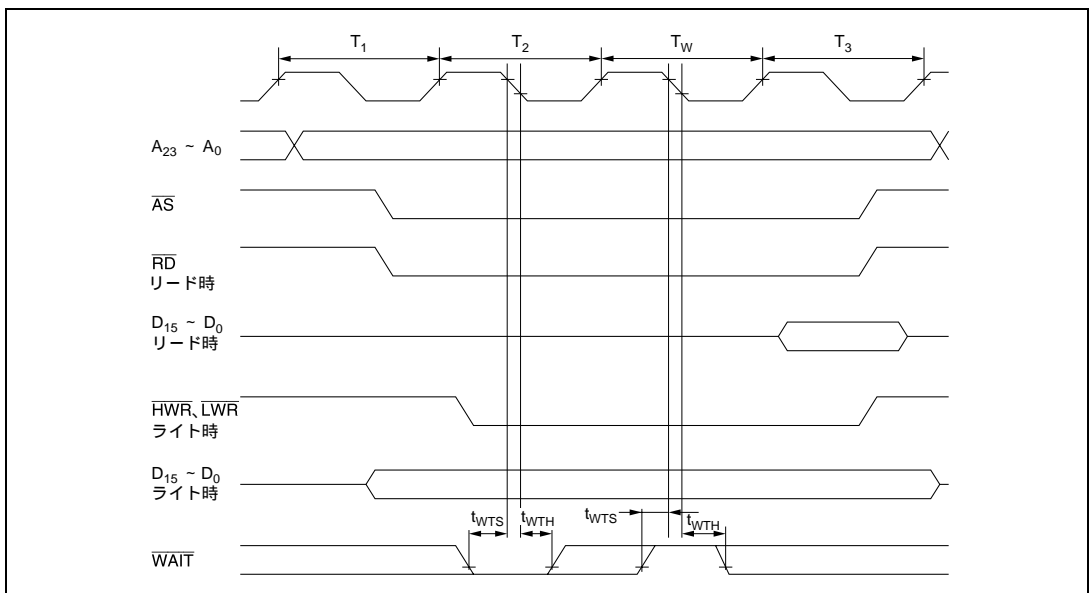 T1 T2 TW T3
A23 ~ A0
AS
RD
リード時
D15 ~ D0
リード時
HWR、LWR
ライト時
D15 ~ D0
ライト時
tWTS tWTH tWTS tWTH
WAIT